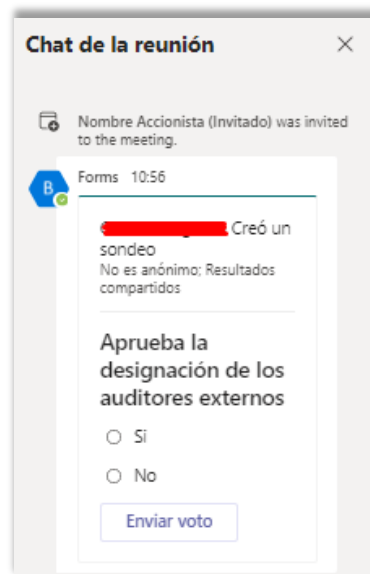 Chat de la reunión
Nombre Accionista (Invitado) was invited
to the meeting.
B
Forms 10:56
Creó un
sondeo
No es anónimo; Resultados
compartidos
Aprueba la
designación de los
auditores externos
Si
No
Enviar voto